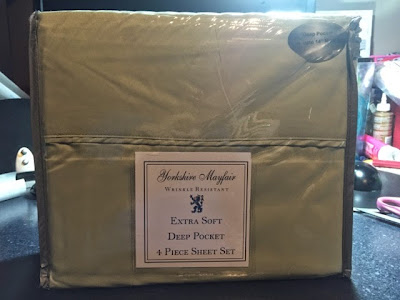 Yorkshire Mayfair
WRINKLE RESISTANT
EXTRA SOFT
DEEP POCKET
4 PIECE SHEET SET